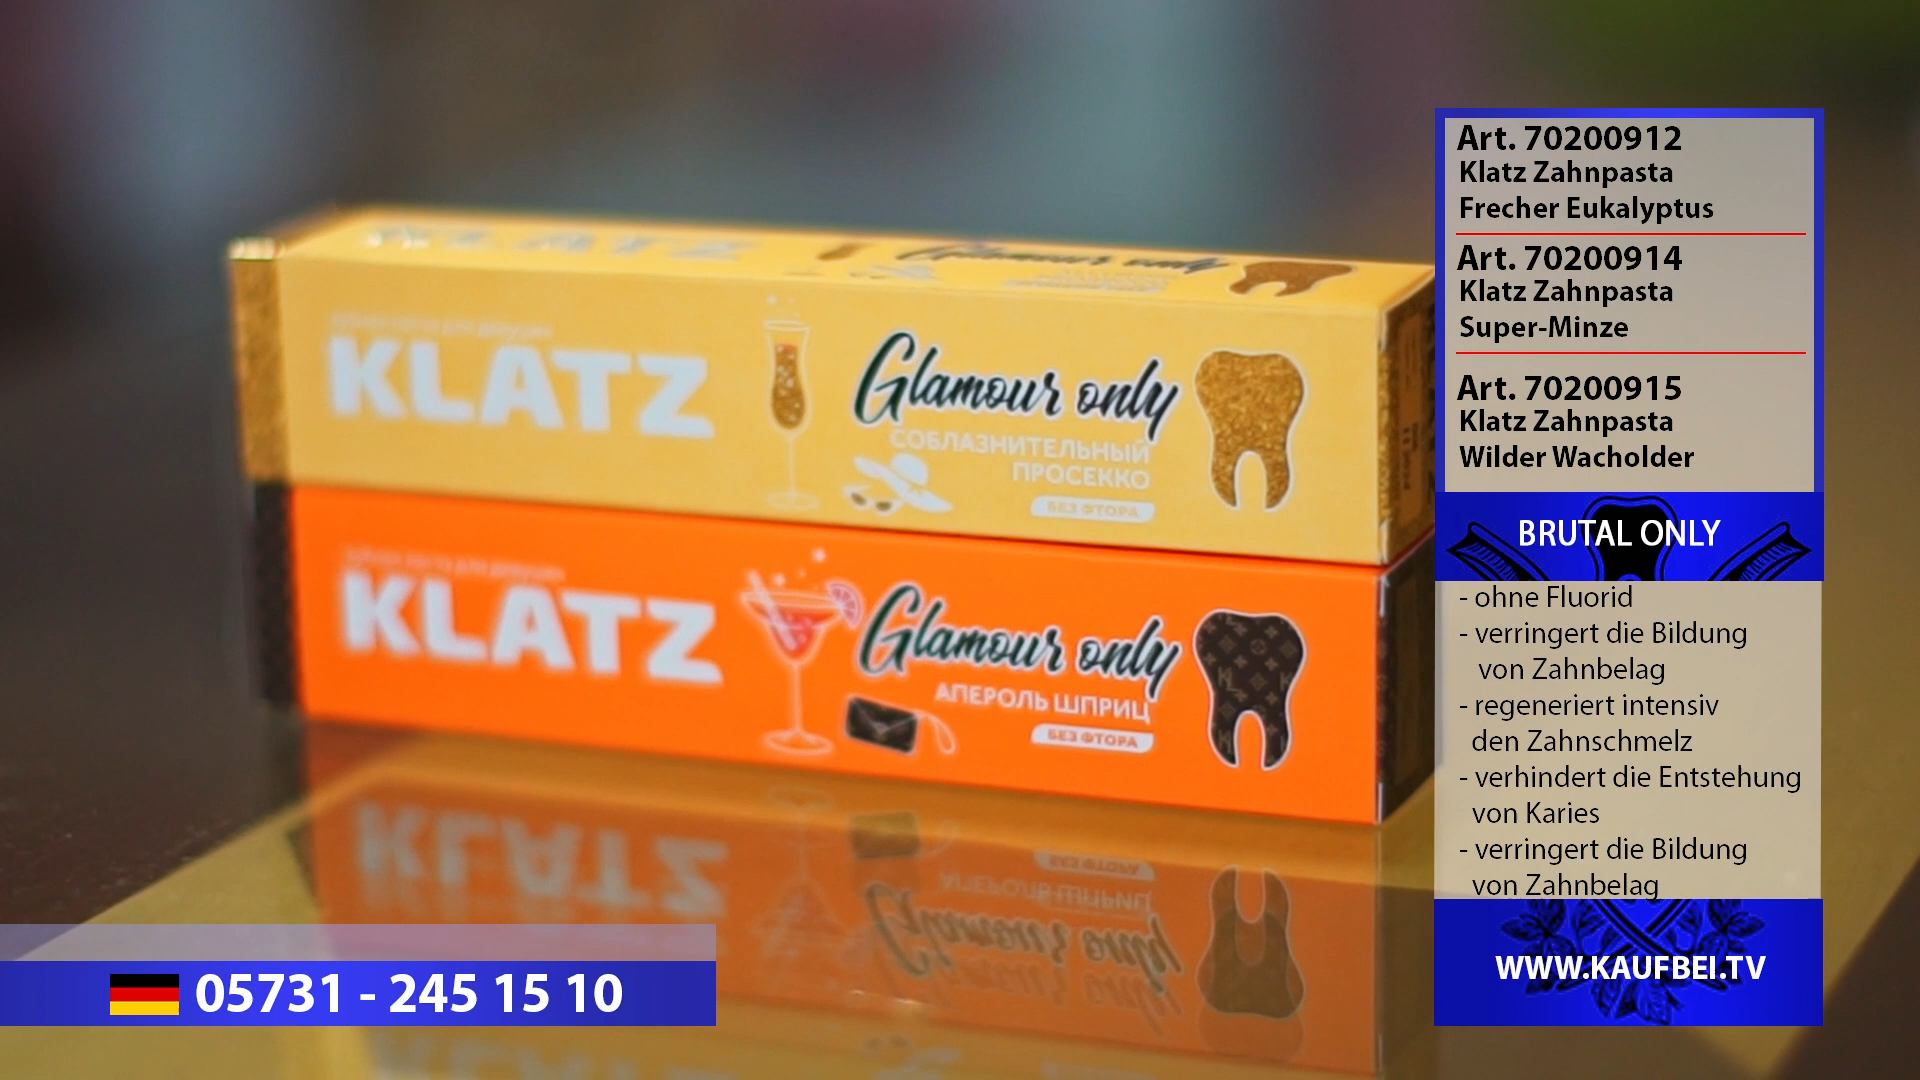 KLATZ
Glamour only
KLATZ
Glamour only
СОБЛАЗНИТЕЛЬНЫЙ
ПРОСЕККО
БЕЗ ФТОРА
KLATZ
Glamour only
АПЕРОЛЬ ШПРИЦ
БЕЗ ФТОРА
05731 - 245 15 10
Art. 70200912
Klatz Zahnpasta
Frecher Eukalyptus
Art. 70200914
Klatz Zahnpasta
Super-Minze
Art. 70200915
Klatz Zahnpasta
Wilder Wacholder
BRUTAL ONLY
- ohne Fluorid
- verringert die Bildung
von Zahnbelag
- regeneriert intensiv
den Zahnschmelz
- verhindert die Entstehung
von Karies
- verringert die Bildung
von Zahnbelag
WWW.KAUFBEI.TV